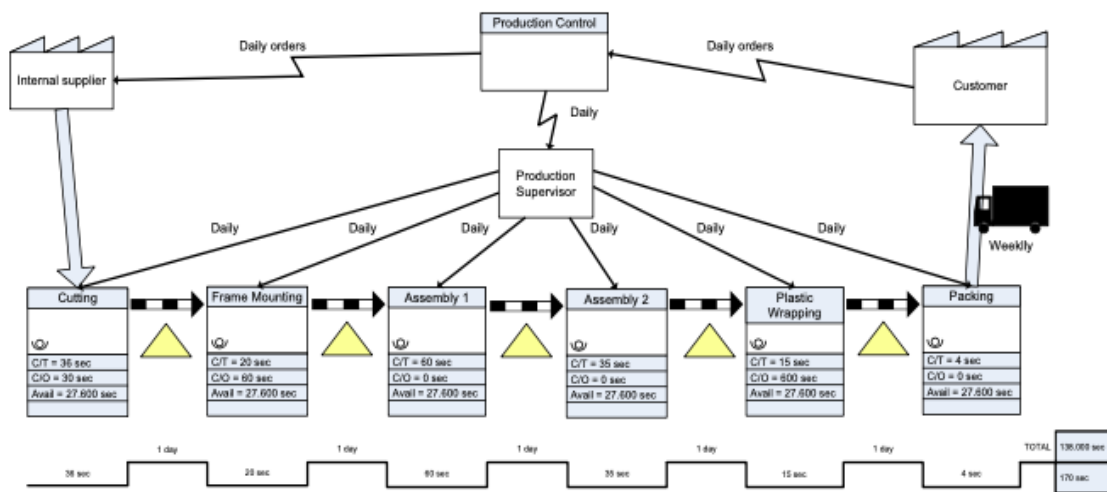 Production Control
Daily orders
Daily orders
Internal supplier
Customer
Daily
Production
Supervisor
Daily
Daily
Daily
Daily
Daily
Daily
Weeklly
Cutting
Frame Mounting
Assembly 1
Assembly 2
Plastic
Wrapping
Packing
C/T = 36 sec
C/O = 30 sec
Avail = 27.600 sec
C/T = 20 sec
C/O = 60 sec
Avail = 27.600 sec
C/T = 60 sec
C/O = 0 sec
Avail = 27.600 sec
C/T = 35 sec
C/O = 0 sec
Avail = 27.600 sec
C/T = 15 sec
C/O = 600 sec
Avail = 27.600 sec
C/T = 4 sec
C/O = 0 sec
Avail = 27.600 sec
1 day
1 day
1 day
1 day
1 day
TOTAL
138.000 sec
36 sec
20 sec
60 sec
35 sec
15 sec
4 sec
170 sec